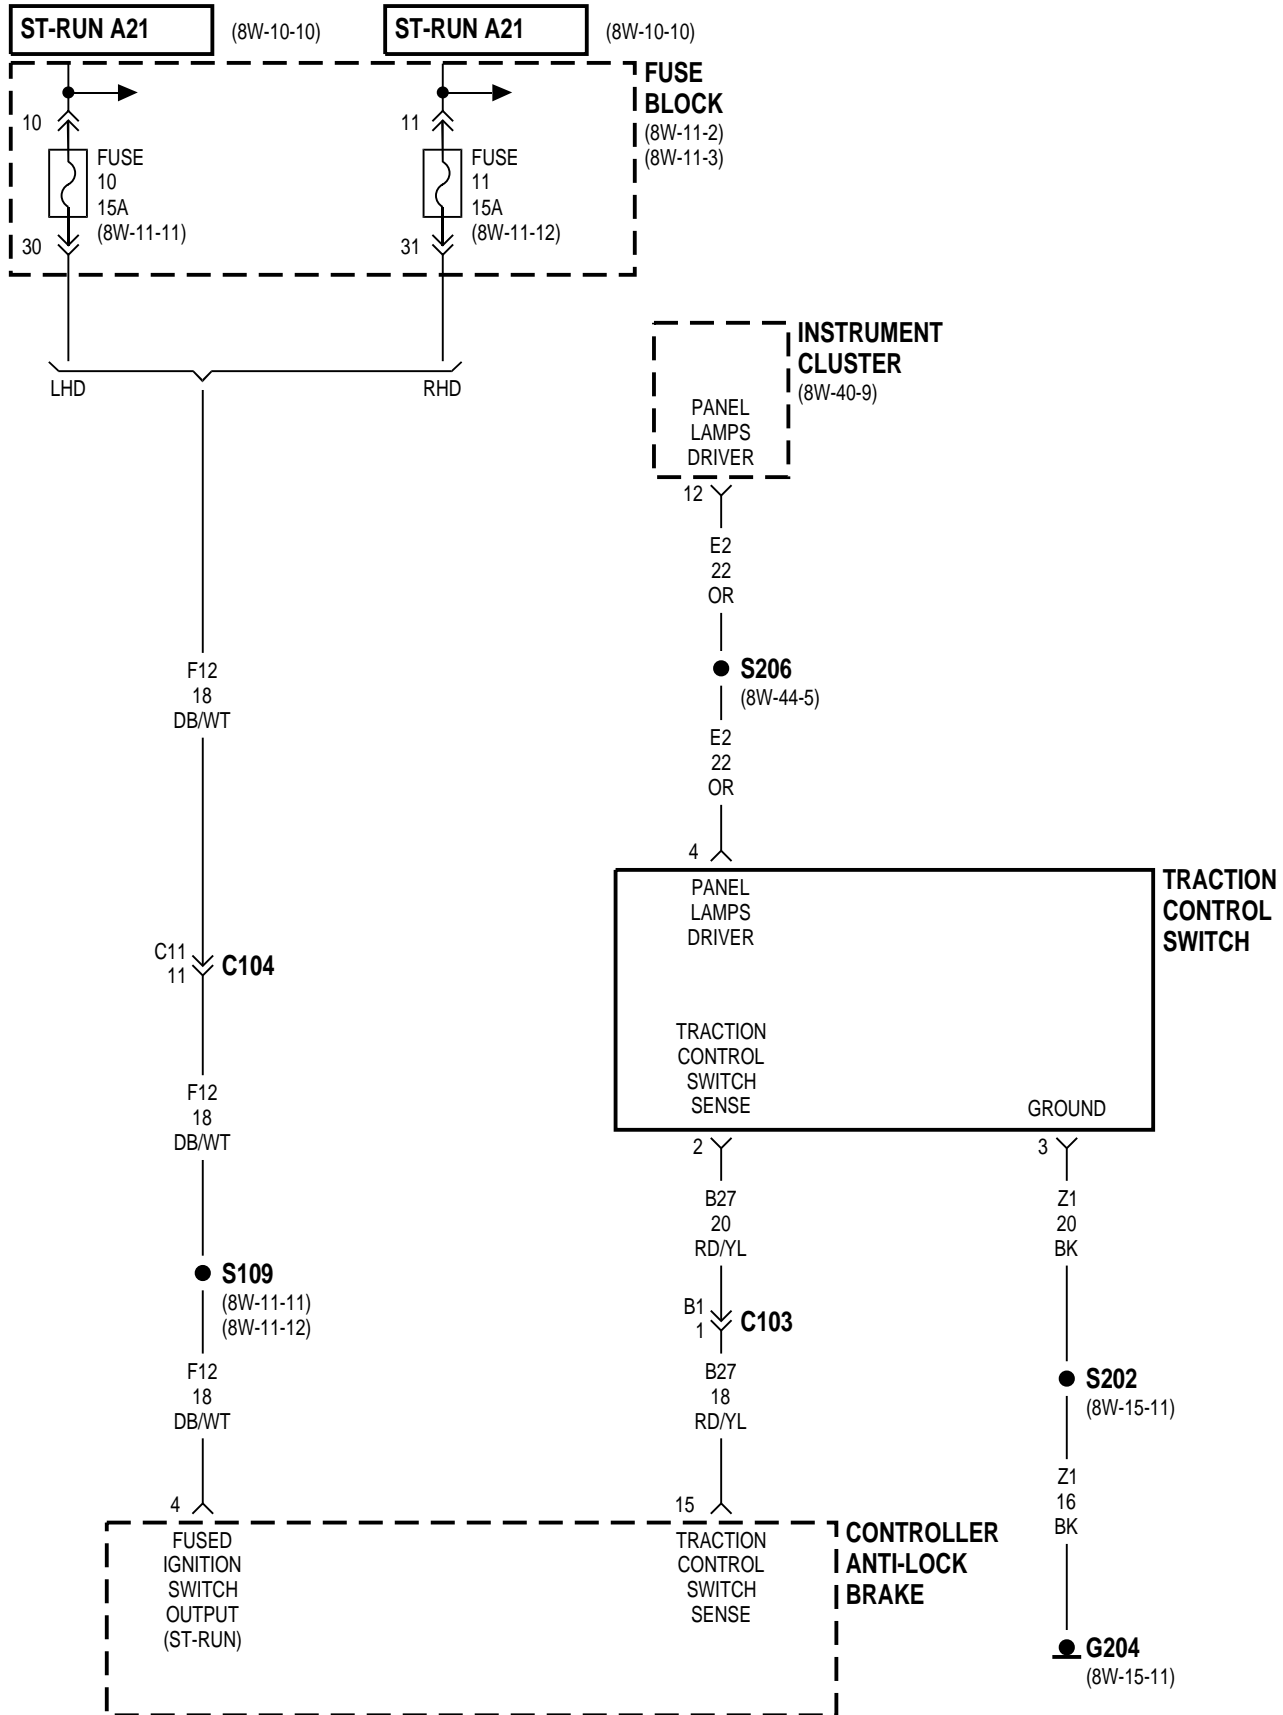 ST-RUN A21
(8W-10-10)
ST-RUN A21
(8W-10-10)
FUSE
BLOCK
(8W-11-2)
(8W-11-3)
10
FUSE
10
15A
(8W-11-11)
30
11
FUSE
11
15A
(8W-11-12)
31
LHD
RHD
INSTRUMENT
CLUSTER
(8W-40-9)
PANEL
LAMPS
DRIVER
12
E2
22
OR
S206
(8W-44-5)
E2
22
OR
4
F12
18
DB/WT
C11
11
C104
F12
18
DB/WT
S109
(8W-11-11)
(8W-11-12)
F12
18
DB/WT
4
TRACTION
CONTROL
SWITCH
PANEL
LAMPS
DRIVER
TRACTION
CONTROL
SWITCH
SENSE
GROUND
2
B27
20
RD/YL
B1
1
C103
B27
18
RD/YL
15
3
Z1
20
BK
S202
(8W-15-11)
Z1
16
BK
G204
(8W-15-11)
CONTROLLER
ANTI-LOCK
BRAKE
FUSED
IGNITION
SWITCH
OUTPUT
(ST-RUN)
TRACTION
CONTROL
SWITCH
SENSE